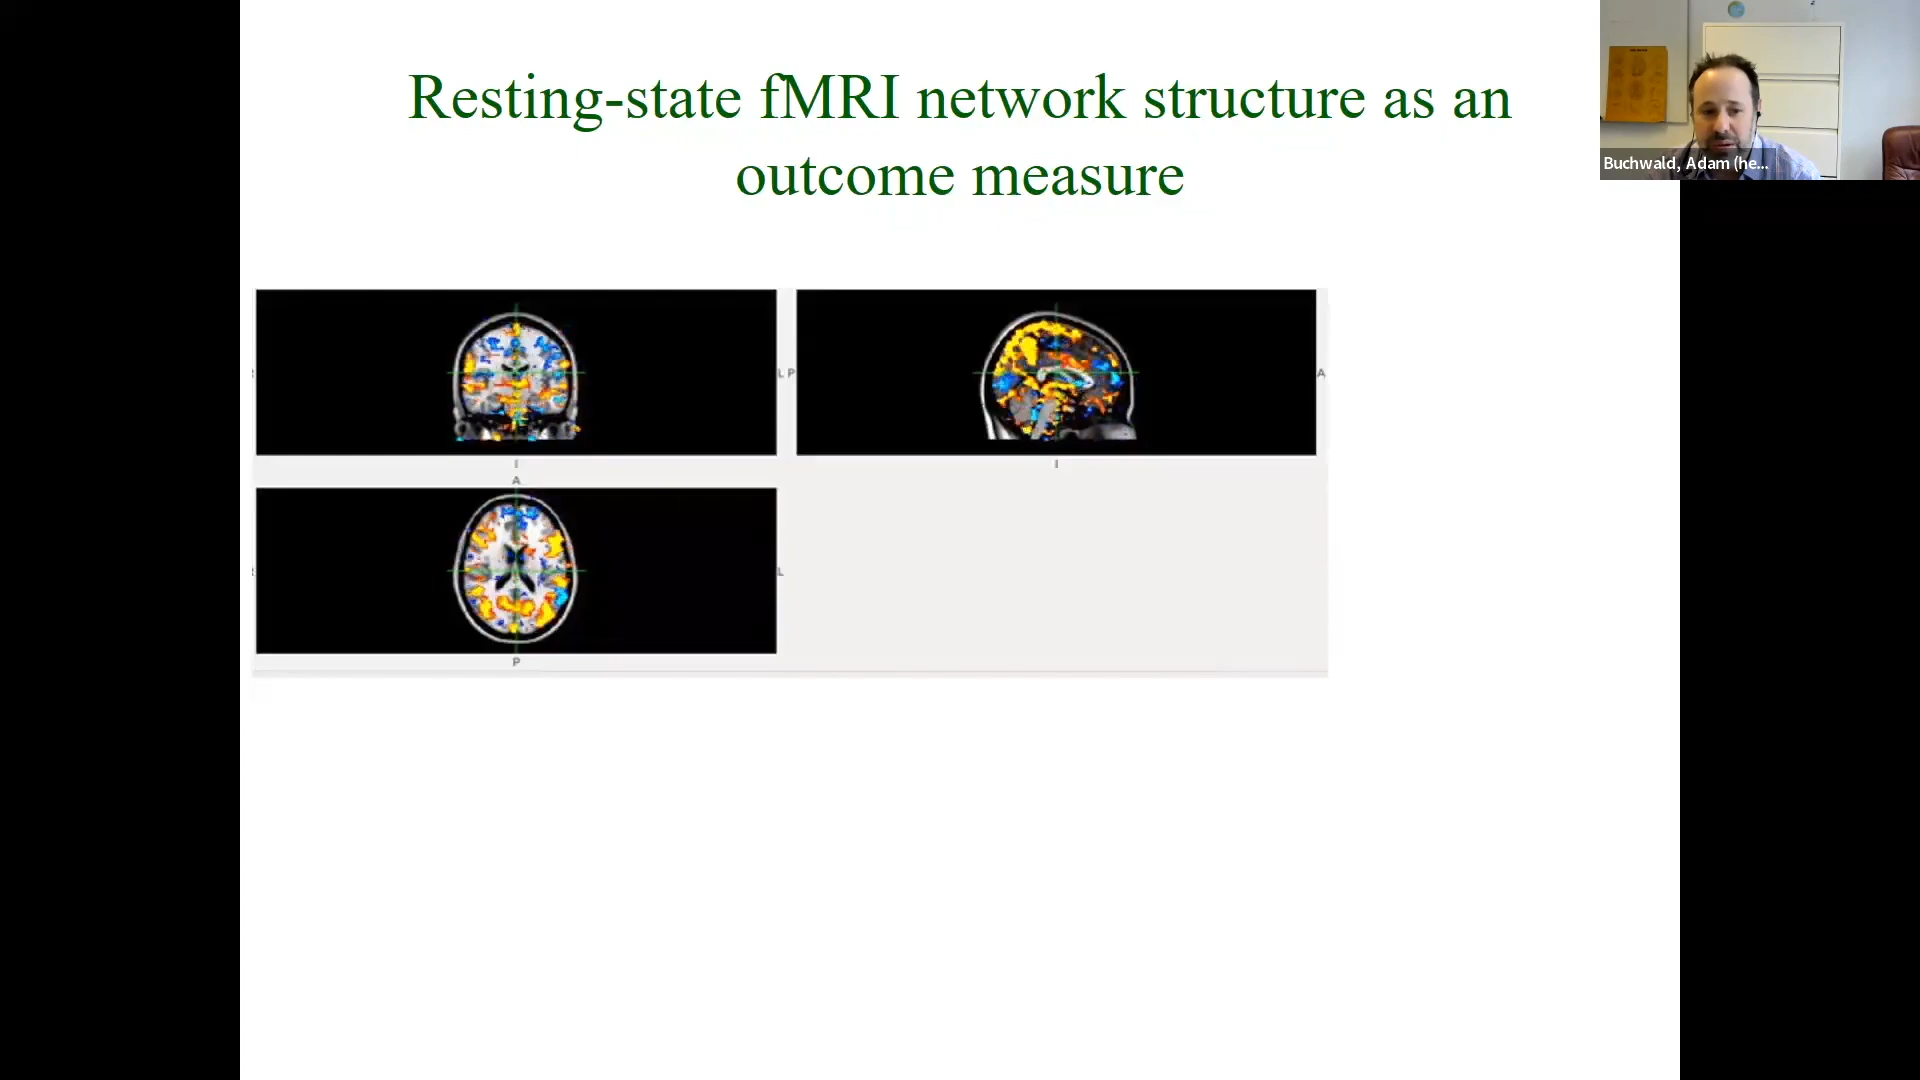 Resting-state fMRI network structure as an
outcome measure
Buchwald, Adam (he...
L P
A
I
I
A
L
P